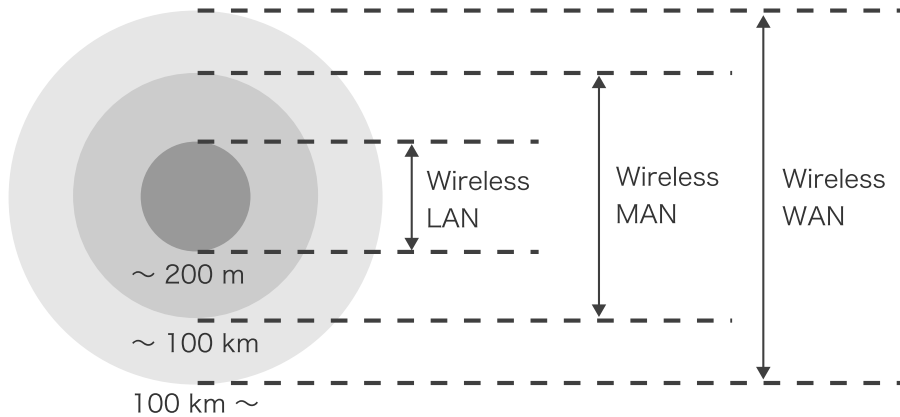 Wireless
LAN
Wireless
MAN
Wireless
WAN
～ 200 m
～ 100 km
100 km ～